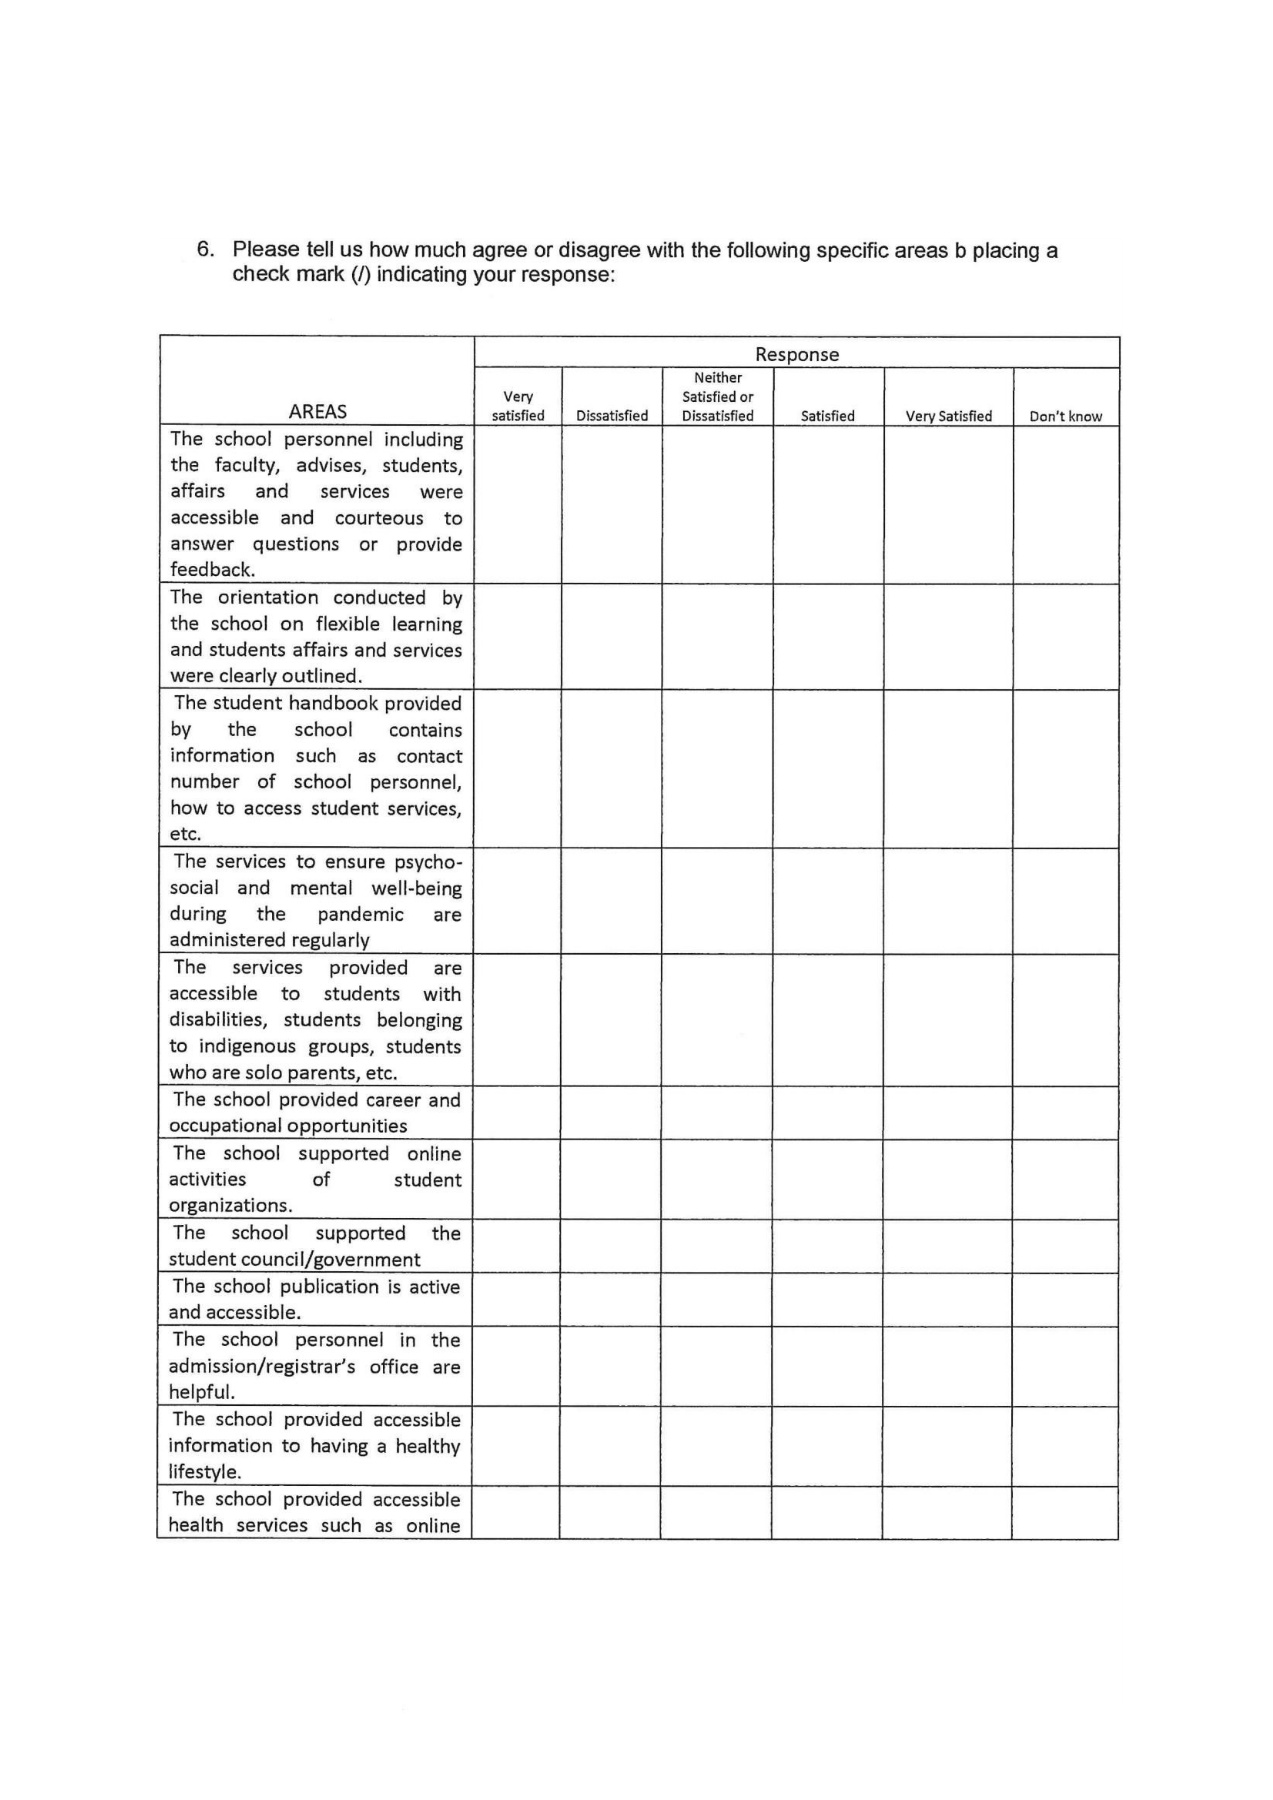 6. Please tell us how much agree or disagree with the following specific areas b placing a
check mark (/) indicating your response:
Response
AREAS
Very
satisfied
Dissatisfied
Neither
Satisfied or
Dissatisfied
Satisfied
Very Satisfied
Don't know
The school personnel including
the faculty, advises, students,
affairs and services were
accessible and courteous to
answer questions or provide
feedback.
The orientation conducted by
the school on flexible learning
and students affairs and services
were clearly outlined.
The student handbook provided
by the school contains
information such as contact
number of school personnel,
how to access student services,
etc.
The services to ensure psycho-
social and mental well-being
during the pandemic are
administered regularly
The services provided are
accessible to students with
disabilities, students belonging
to indigenous groups, students
who are solo parents, etc.
The school provided career and
occupational opportunities
The school supported online
activities of student
organizations.
The school supported the
student council/government
The school publication is active
and accessible.
The school personnel in the
admission/registrar's office are
helpful.
The school provided accessible
information to having a healthy
lifestyle.
The school provided accessible
health services such as online